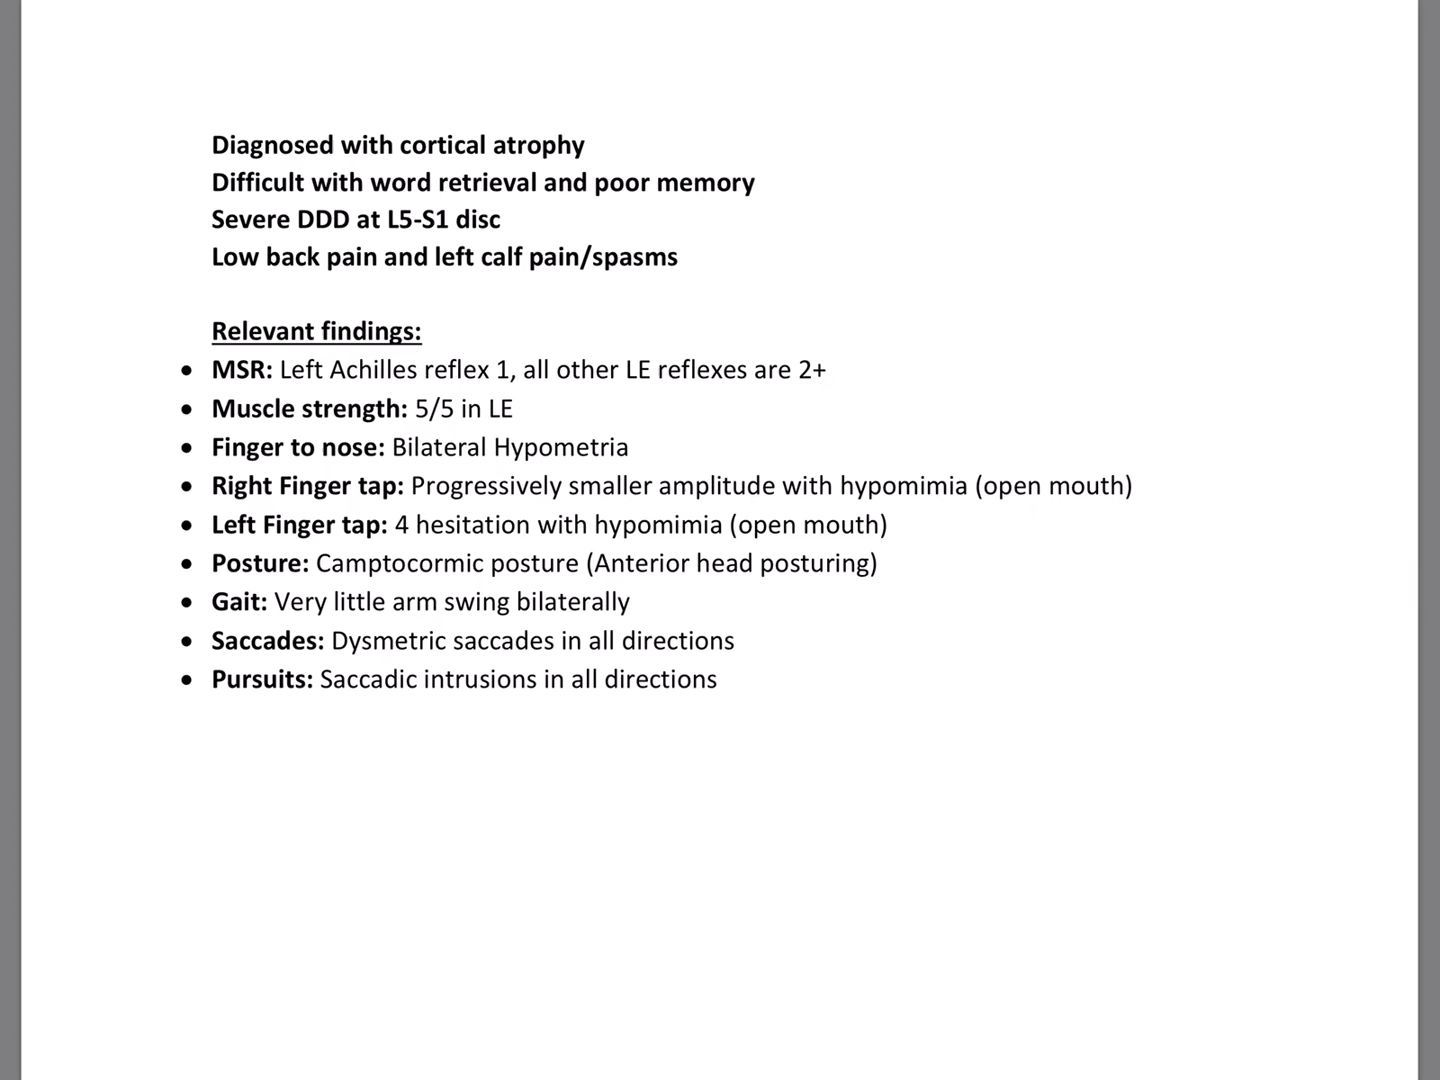 Diagnosed with cortical atrophy
Difficult with word retrieval and poor memory
Severe DDD at L5-S1 disc
Low back pain and left calf pain/spasms
Relevant findings:
• MSR: Left Achilles reflex 1, all other LE reflexes are 2+
• Muscle strength: 5/5 in LE
• Finger to nose: Bilateral Hypometria
• Right Finger tap: Progressively smaller amplitude with hypomimia (open mouth)
• Left Finger tap: 4 hesitation with hypomimia (open mouth)
• Posture: Camptocormic posture (Anterior head posturing)
• Gait: Very little arm swing bilaterally
• Saccades: Dysmetric saccades in all directions
• Pursuits: Saccadic intrusions in all directions